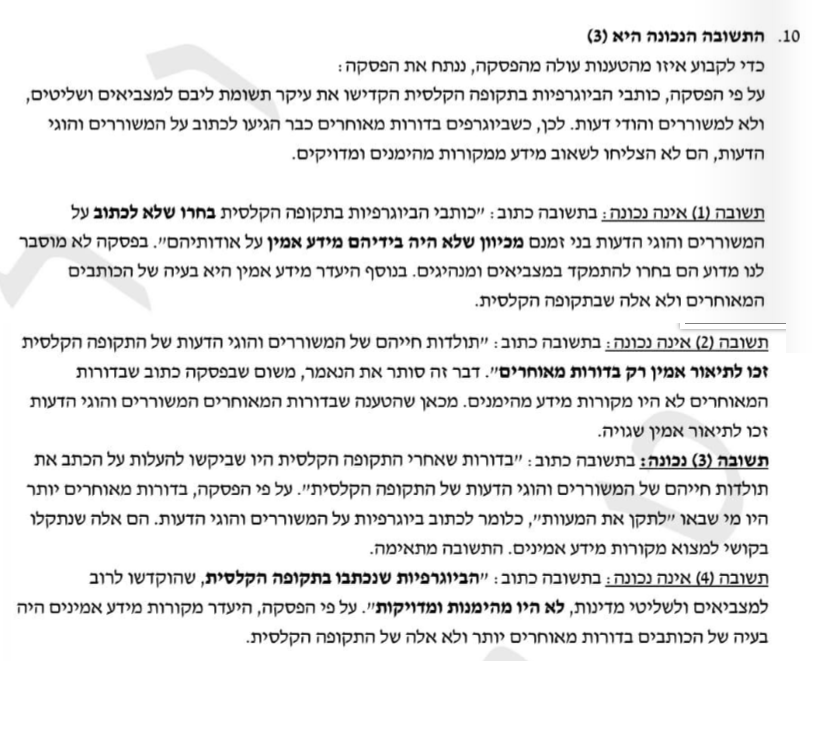 10. התשובה הנכונה היא (3)
כדי לקבוע איזו מהטענות עולה מהפסקה, ננתח את הפסקה:
על פי הפסקה, כותבי הביוגרפיות בתקופה הקלסית הקדישו את עיקר תשומת ליבם למצביאים ושליטים,
ולא למשוררים והודי דעות. לכן, כשביוגרפים בדורות מאוחרים כבר הגיעו לכתוב על המשוררים והוגי
הדעות, הם לא הצליחו לשאוב מידע ממקורות מהימנים ומדויקים.
תשובה (1) אינה נכונה: בתשובה כתוב: "כותבי הביוגרפיות בתקופה הקלסית בחרו שלא לכתוב על
המשוררים והוגי הדעות בני זמנם מכיוון שלא היה בידיהם מידע אמין על אודותיהם". בפסקה לא מוסבר
לנו מדוע הם בחרו להתמקד במצביאים ומנהיגים. בנוסף היעדר מידע אמין היא בעיה של הכותבים
המאוחרים ולא אלה שבתקופה הקלסית.
תשובה (2) אינה נכונה: בתשובה כתוב: "תולדות חייהם של המשוררים והוגי הדעות של התקופה הקלסית
זכו לתיאור אמין רק בדורות מאוחרים". דבר זה סותר את הנאמר, משום שבפסקה כתוב שבדורות
המאוחרים לא היו מקורות מידע מהימנים. מכאן שהטענה שבדורות המאוחרים המשוררים והוגי הדעות
זכו לתיאור אמין שגויה.
תשובה (3) נכונה: בתשובה כתוב: "בדורות שאחרי התקופה הקלסית היו שביקשו להעלות על הכתב את
תולדות חייהם של המשוררים והוגי הדעות של התקופה הקלסית". על פי הפסקה, בדורות מאוחרים יותר
היו מי שבאו "לתקן את המעוות", כלומר לכתוב ביוגרפיות על המשוררים והוגי הדעות. הם אלה שנתקלו
בקושי למצוא מקורות מידע אמינים. התשובה מתאימה.
תשובה (4) אינה נכונה: בתשובה כתוב: "הביוגרפיות שנכתבו בתקופה הקלסית, שהוקדשו לרוב
למצביאים ולשליטי מדינות, לא היו מהימנות ומדויקות". על פי הפסקה, היעדר מקורות מידע אמינים היה
בעיה של הכותבים בדורות מאוחרים יותר ולא אלה של התקופה הקלסית.